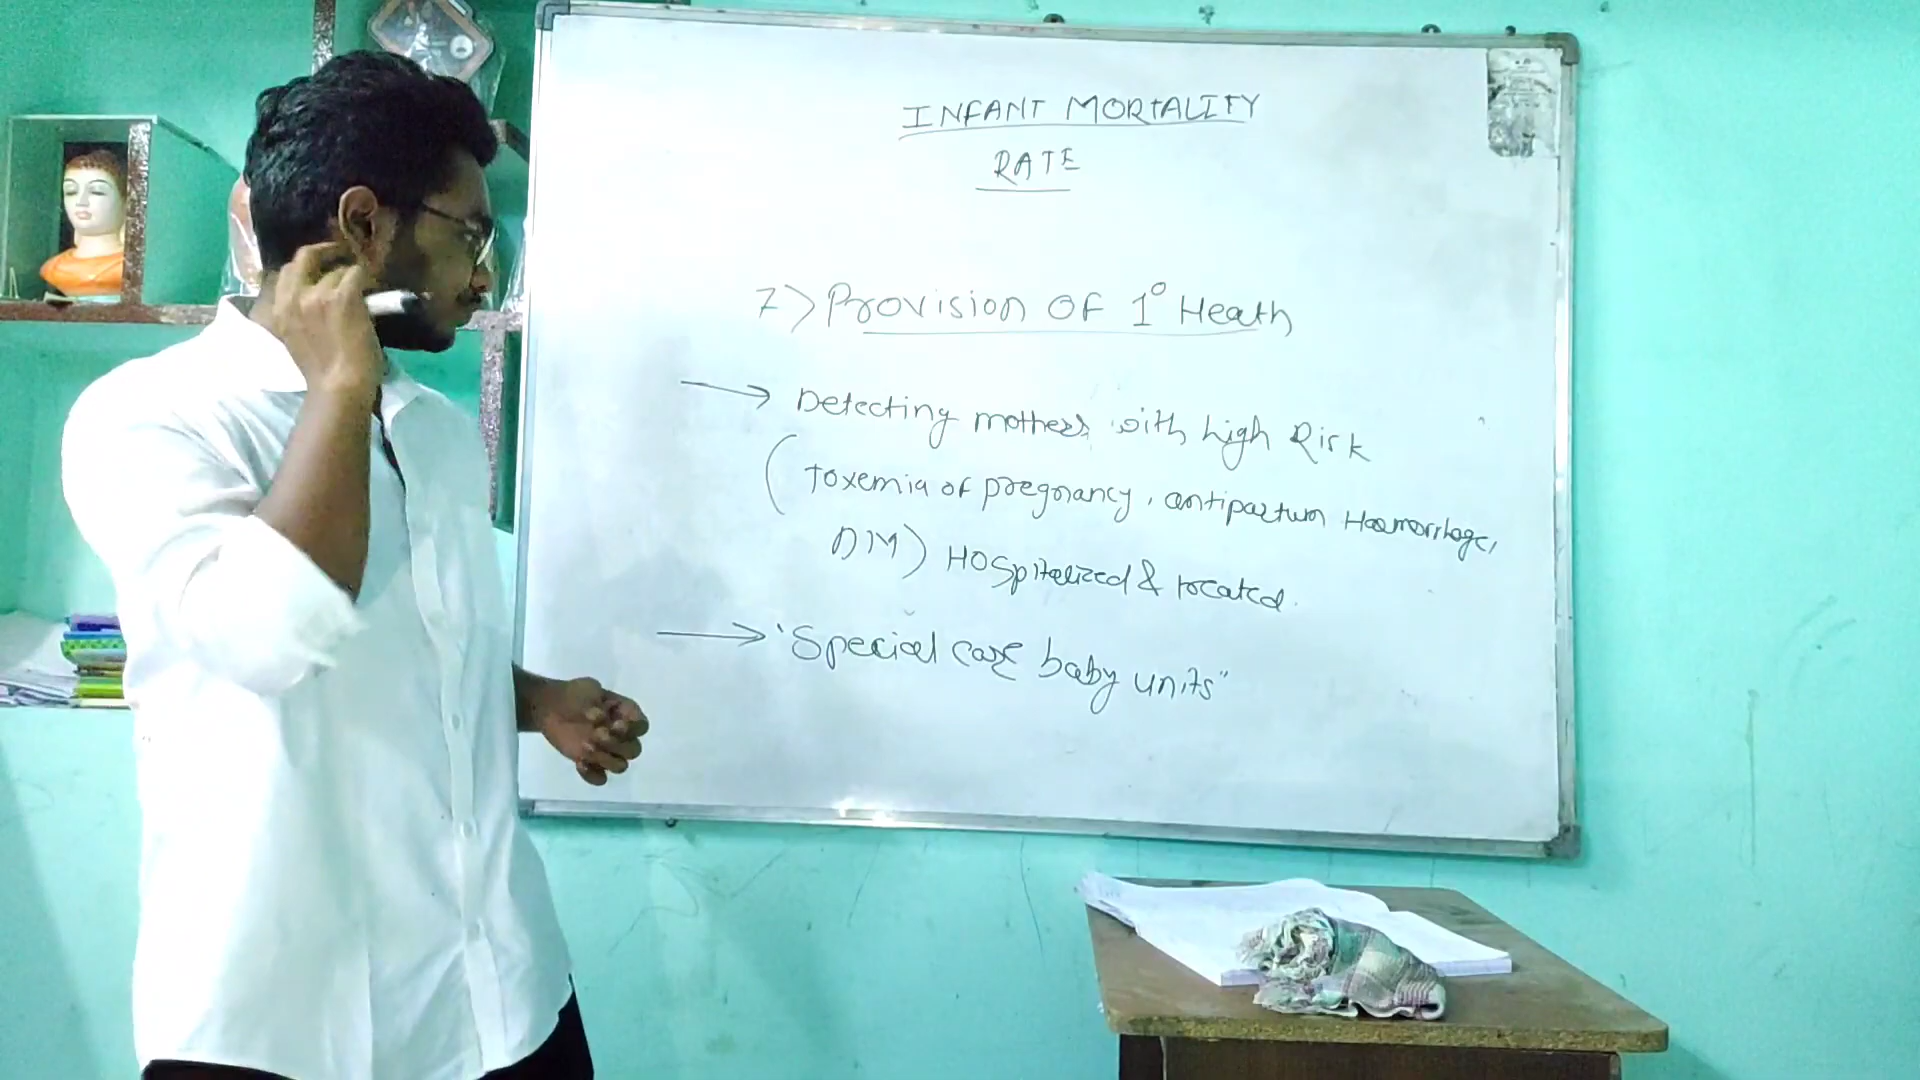 INFANT MORTALITY
RATE
7) Provision OF 1° Heath
→ Detecting mothers with high Risk
(Toxemia of pregnancy, antipartum Haemorrhage,
DM) Hospitalized & treated.
→ 'Special care baby units"